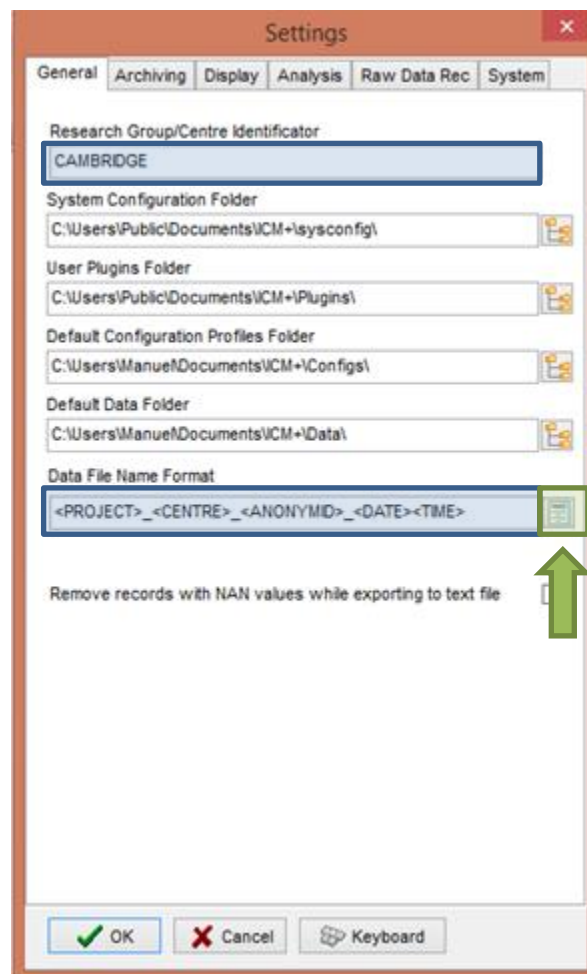 Settings
General Archiving Display Analysis Raw Data Rec System
Research Group/Centre Identificator
CAMBRIDGE
System Configuration Folder
C:\Users\Public\Documents\ICM+\sysconfig\
User Plugins Folder
C:\Users\Public\Documents\ICM+\Plugins\
Default Configuration Profiles Folder
C:\Users\Manuel\Documents\ICM+\Configs\
Default Data Folder
C:\Users\Manuel\Documents\ICM+\Data\
Data File Name Format
<PROJECT>_<CENTRE>_<ANONYMID>_<DATE><TIME>
Remove records with NAN values while exporting to text file
OK Cancel Keyboard